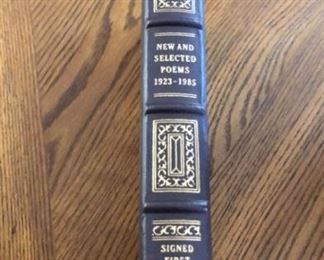 NEW AND
SELECTED
POEMS
1923-1985
SIGNED
FIRST